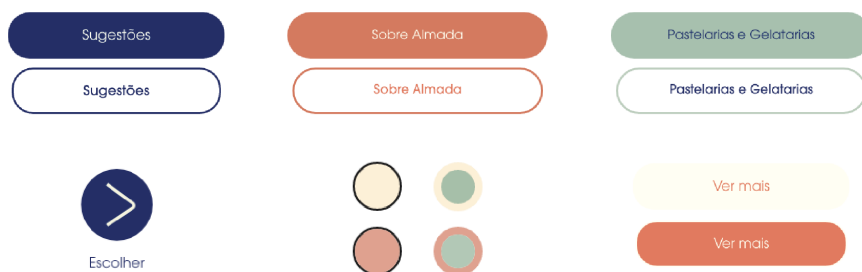 Sugestões
Sobre Almada
Pastelarias e Gelatarias
Sugestões
Sobre Almada
Pastelarias e Gelatarias
Ver mais
Ver mais
Escolher